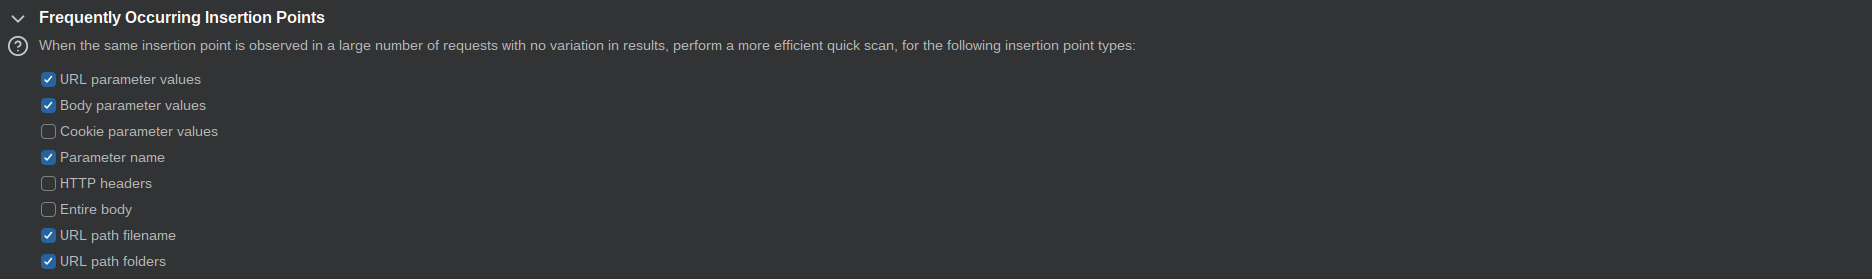 Frequently Occurring Insertion Points
When the same insertion point is observed in a large number of requests with no variation in results, perform a more efficient quick scan, for the following insertion point types:
URL parameter values
Body parameter values
Cookie parameter values
Parameter name
HTTP headers
Entire body
URL path filename
URL path folders